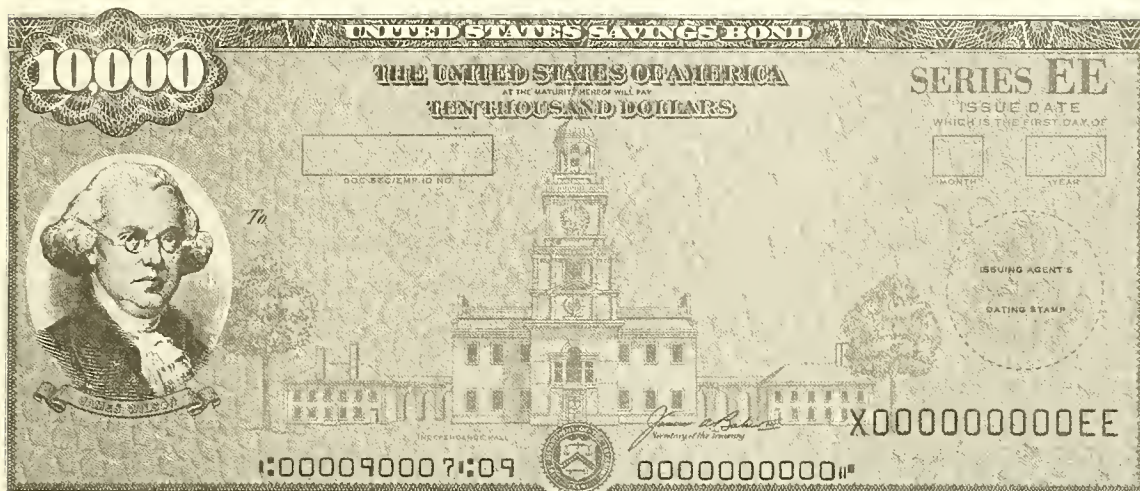 UNITED STATES SAVINGS BOND
10,000
THE UNITED STATES OF AMERICA
AT THE MATURITY HEREOF WILL PAY
TEN THOUSAND DOLLARS
SERIES EE
ISSUE DATE
WHICH IS THE FIRST DAY OF
SOC SEC/EMP. ID NO.
MONTH YEAR
To
ISSUING AGENT'S
DATING STAMP
JAMES WILSON
INDEPENDENCE HALL
Secretary of the Treasury
X000000000EE
⑆000090007⑆09 0000000000⑈